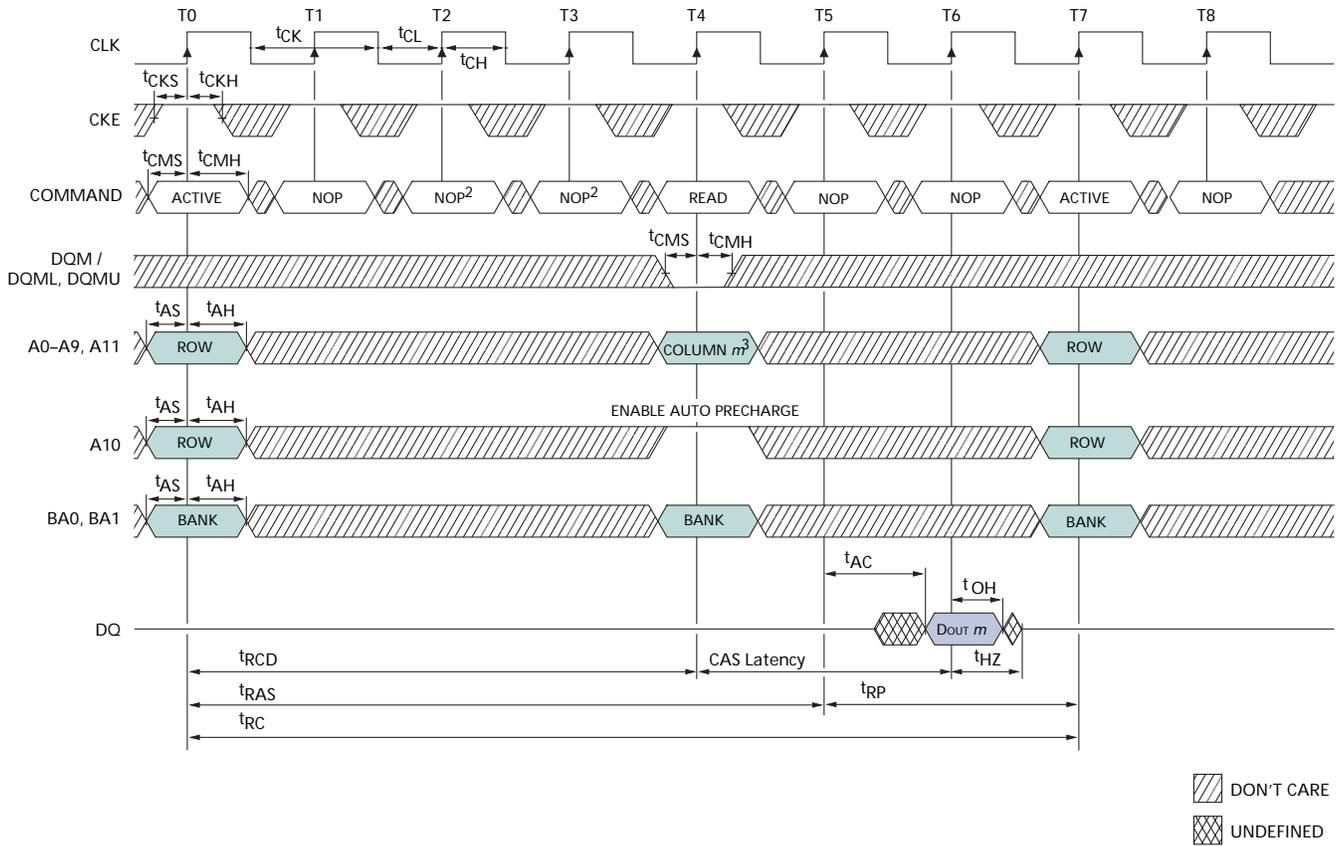 T0 T1 T2 T3 T4 T5 T6 T7 T8
CLK tCK tCL
tCH
tCKS tCKH
CKE
tCMS tCMH
COMMAND ACTIVE NOP NOP2 NOP2 READ NOP NOP ACTIVE NOP
tCMS tCMH
DQM /
DQML, DQMU
tAS tAH
A0–A9, A11 ROW COLUMN m3 ROW
tAS tAH ENABLE AUTO PRECHARGE
A10 ROW ROW
tAS tAH
BA0, BA1 BANK BANK BANK
tAC
tOH
DQ DOUT m
tRCD CAS Latency tHZ
tRAS tRP
tRC
DON'T CARE
UNDEFINED